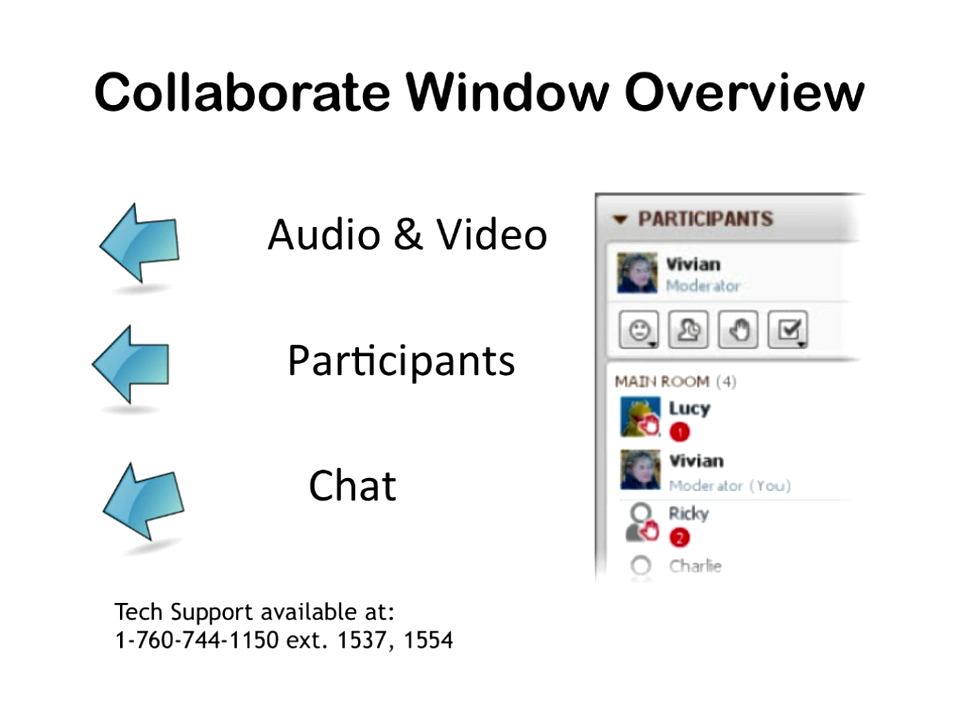 Collaborate Window Overview
Audio & Video
Participants
Chat
PARTICIPANTS
Vivian
Moderator
MAIN ROOM (4)
Lucy
1
Vivian
Moderator (You)
Ricky
2
Charlie
Tech Support available at:
1-760-744-1150 ext. 1537, 1554